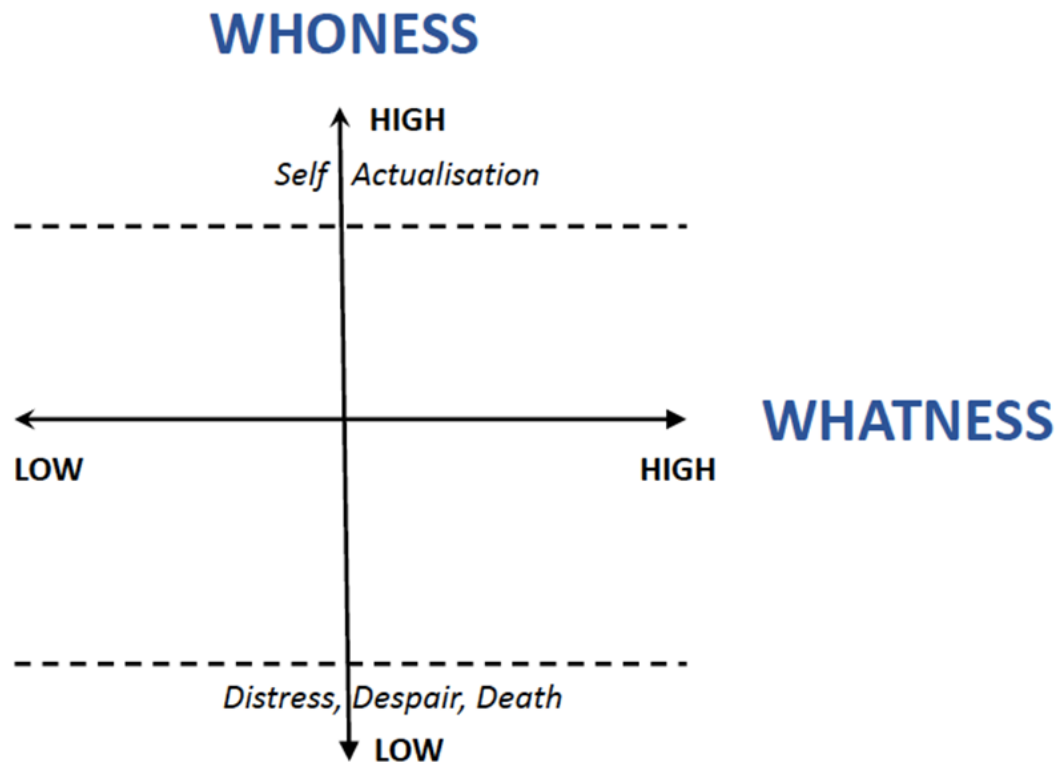 WHONESS
HIGH
Self Actualisation
WHATNESS
LOW
HIGH
Distress, Despair, Death
LOW